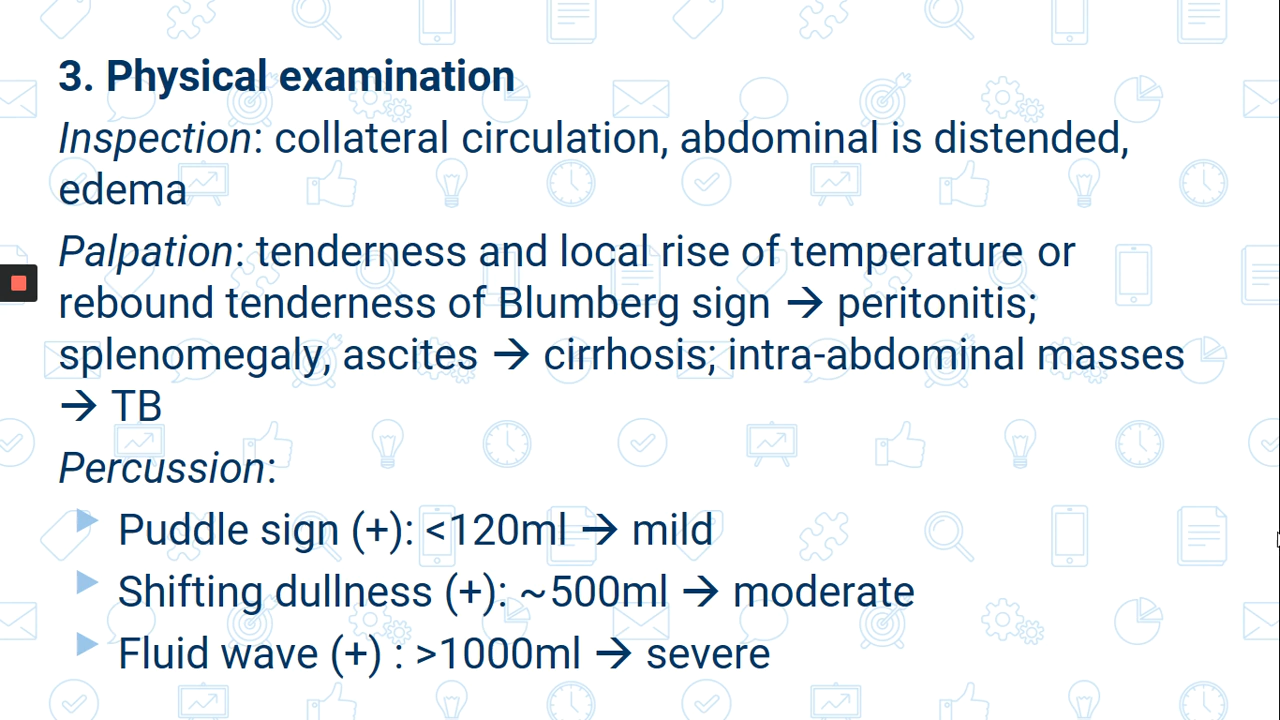 3. Physical examination
Inspection: collateral circulation, abdominal is distended,
edema
Palpation: tenderness and local rise of temperature or
rebound tenderness of Blumberg sign → peritonitis;
splenomegaly, ascites → cirrhosis; intra-abdominal masses
→ TB
Percussion:
Puddle sign (+): <120ml → mild
Shifting dullness (+): ~500ml → moderate
Fluid wave (+) : >1000ml → severe